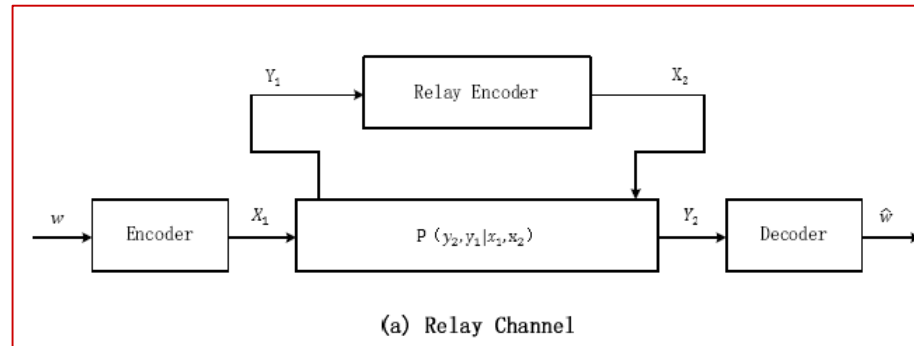 Y₁
Relay Encoder
X₂
w
Encoder
X₁
P (y₂,y₁|x₁,x₂)
Y₂
Decoder
ŵ
(a) Relay Channel